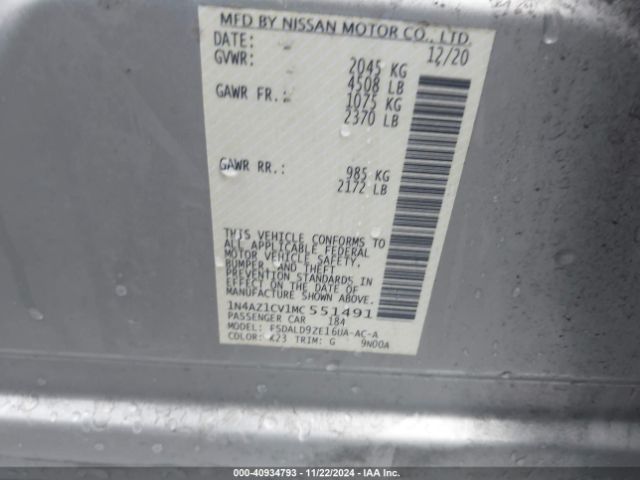 MFD BY NISSAN MOTOR CO., LTD.
DATE: 12/20
GVWR: 2045 KG
4508 LB
GAWR FR.: 1075 KG
2370 LB
GAWR RR.: 985 KG
2172 LB
THIS VEHICLE CONFORMS TO
ALL APPLICABLE FEDERAL
MOTOR VEHICLE SAFETY,
BUMPER, AND THEFT
PREVENTION STANDARDS IN
EFFECT ON THE DATE OF
MANUFACTURE SHOWN ABOVE.
1N4AZ1CV1MC551491
PASSENGER CAR 184
MODEL: FSDALD9ZE16UA-AC-A
COLOR: K23 TRIM: G 9N00A
000-40934793 - 11/22/2024 - IAA Inc.